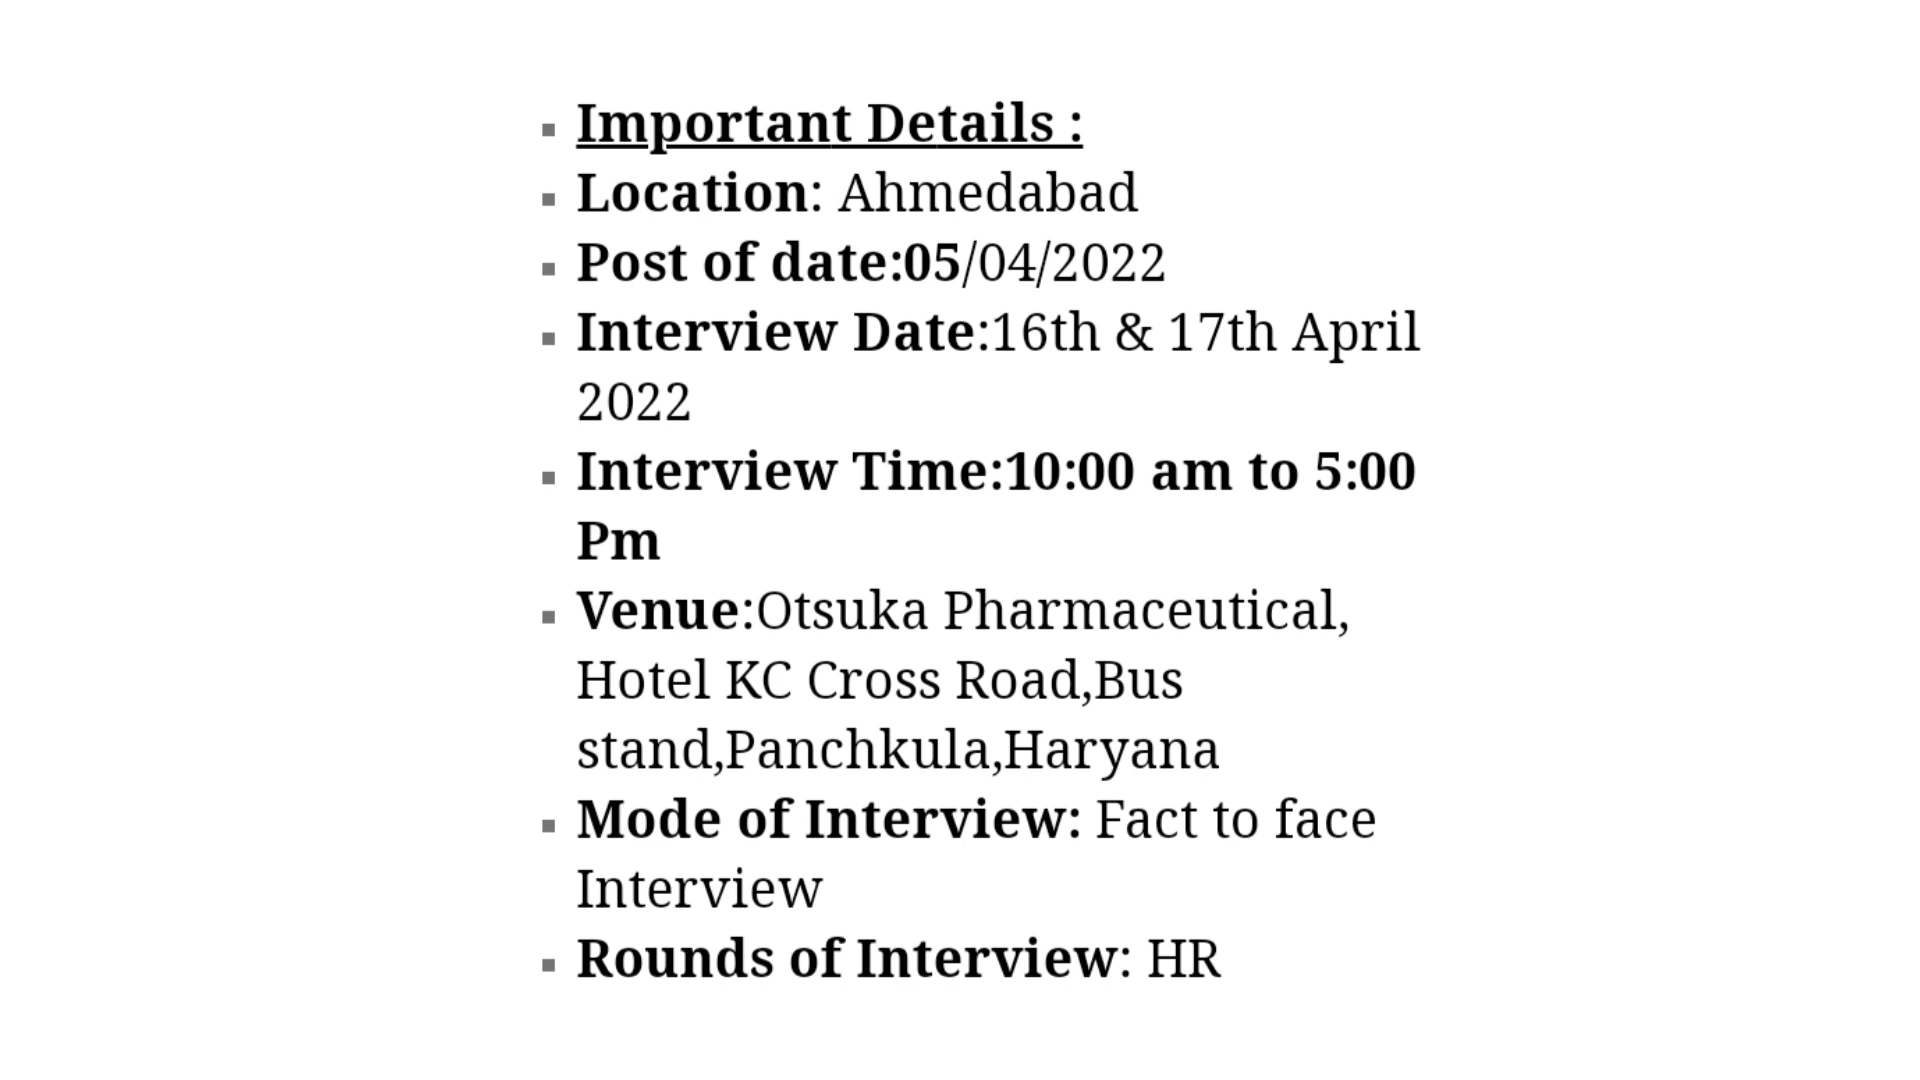 Important Details :
Location: Ahmedabad
Post of date:05/04/2022
Interview Date:16th & 17th April
2022
Interview Time:10:00 am to 5:00
Pm
Venue:Otsuka Pharmaceutical,
Hotel KC Cross Road,Bus
stand,Panchkula,Haryana
Mode of Interview: Fact to face
Interview
Rounds of Interview: HR